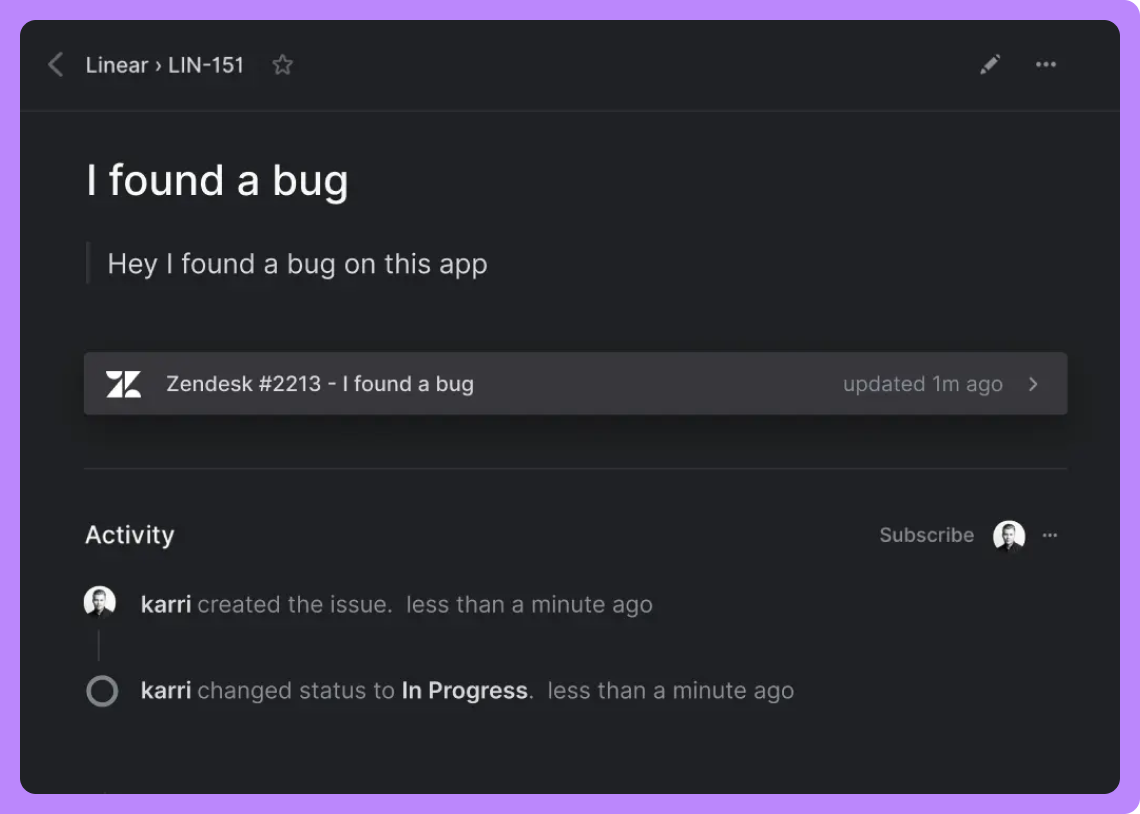 Linear › LIN-151
I found a bug
Hey I found a bug on this app
Zendesk #2213 - I found a bug updated 1m ago
Activity Subscribe
karri created the issue. less than a minute ago
karri changed status to In Progress. less than a minute ago